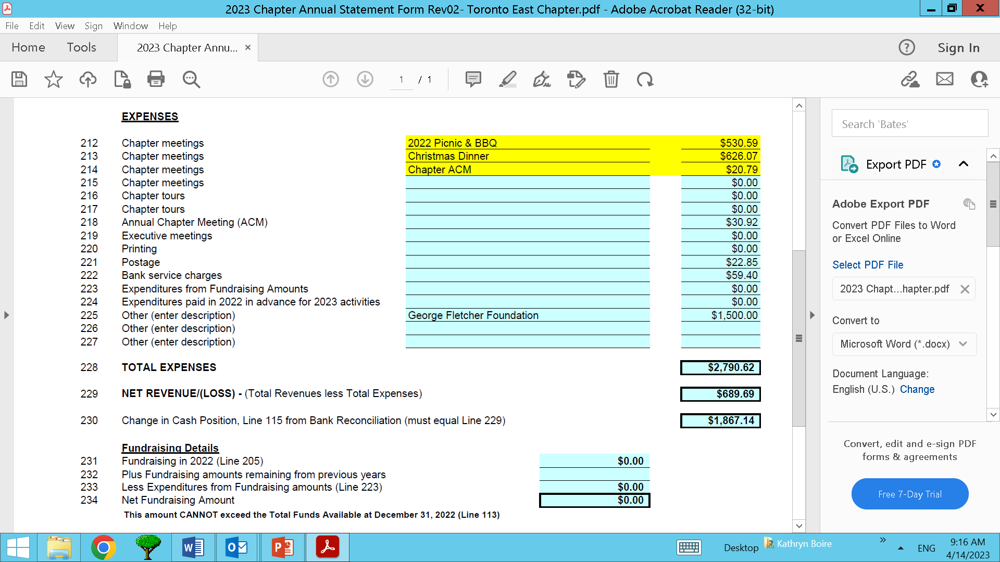 2023 Chapter Annual Statement Form Rev02- Toronto East Chapter.pdf - Adobe Acrobat Reader (32-bit)
File Edit View Sign Window Help
Home Tools 2023 Chapter Annu... × Sign In
1 / 1
EXPENSES
212 Chapter meetings 2022 Picnic & BBQ $530.59
213 Chapter meetings Christmas Dinner $626.07
214 Chapter meetings Chapter ACM $20.79
215 Chapter meetings $0.00
216 Chapter tours $0.00
217 Chapter tours $0.00
218 Annual Chapter Meeting (ACM) $30.92
219 Executive meetings $0.00
220 Printing $0.00
221 Postage $22.85
222 Bank service charges $59.40
223 Expenditures from Fundraising Amounts $0.00
224 Expenditures paid in 2022 in advance for 2023 activities $0.00
225 Other (enter description) George Fletcher Foundation $1,500.00
226 Other (enter description)
227 Other (enter description)
228 TOTAL EXPENSES $2,790.62
229 NET REVENUE/(LOSS) - (Total Revenues less Total Expenses) $689.69
230 Change in Cash Position, Line 115 from Bank Reconciliation (must equal Line 229) $1,867.14
Fundraising Details
231 Fundraising in 2022 (Line 205) $0.00
232 Plus Fundraising amounts remaining from previous years
233 Less Expenditures from Fundraising amounts (Line 223) $0.00
234 Net Fundraising Amount $0.00
This amount CANNOT exceed the Total Funds Available at December 31, 2022 (Line 113)
Search 'Bates'
Export PDF
Adobe Export PDF
Convert PDF Files to Word
or Excel Online
Select PDF File
2023 Chapt...hapter.pdf
Convert to
Microsoft Word (*.docx)
Document Language:
English (U.S.) Change
Convert, edit and e-sign PDF
forms & agreements
Free 7-Day Trial
Desktop Kathryn Boire » ENG
9:16 AM
4/14/2023